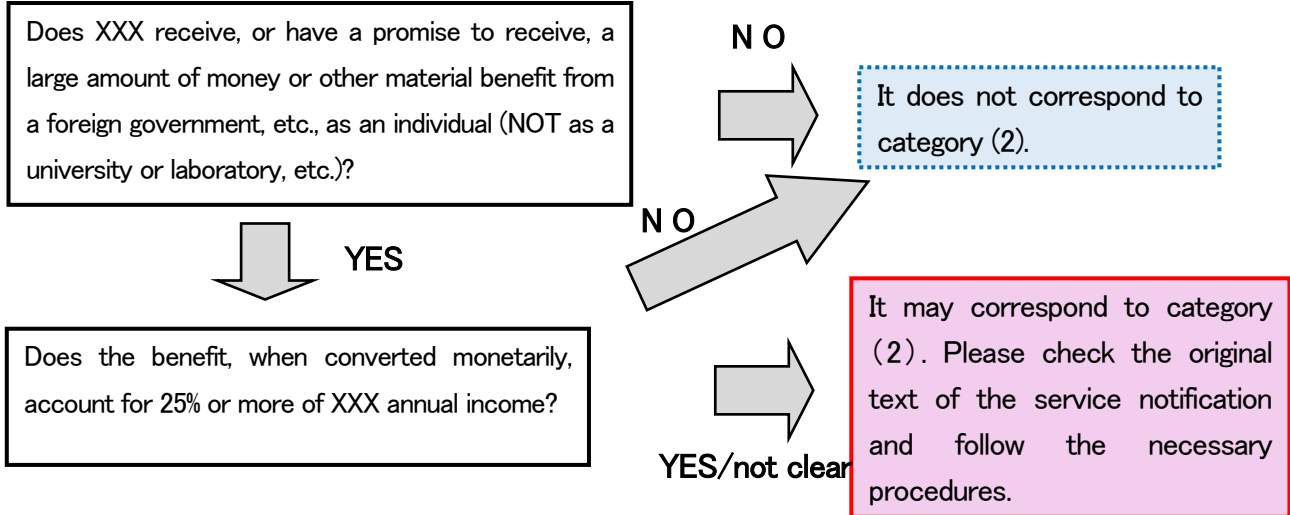 Does XXX receive, or have a promise to receive, a
large amount of money or other material benefit from
a foreign government, etc., as an individual (NOT as a
university or laboratory, etc.)?
N O
It does not correspond to
category (2).
N O
YES
Does the benefit, when converted monetarily,
account for 25% or more of XXX annual income?
YES/not clear
It may correspond to category
(2). Please check the original
text of the service notification
and follow the necessary
procedures.